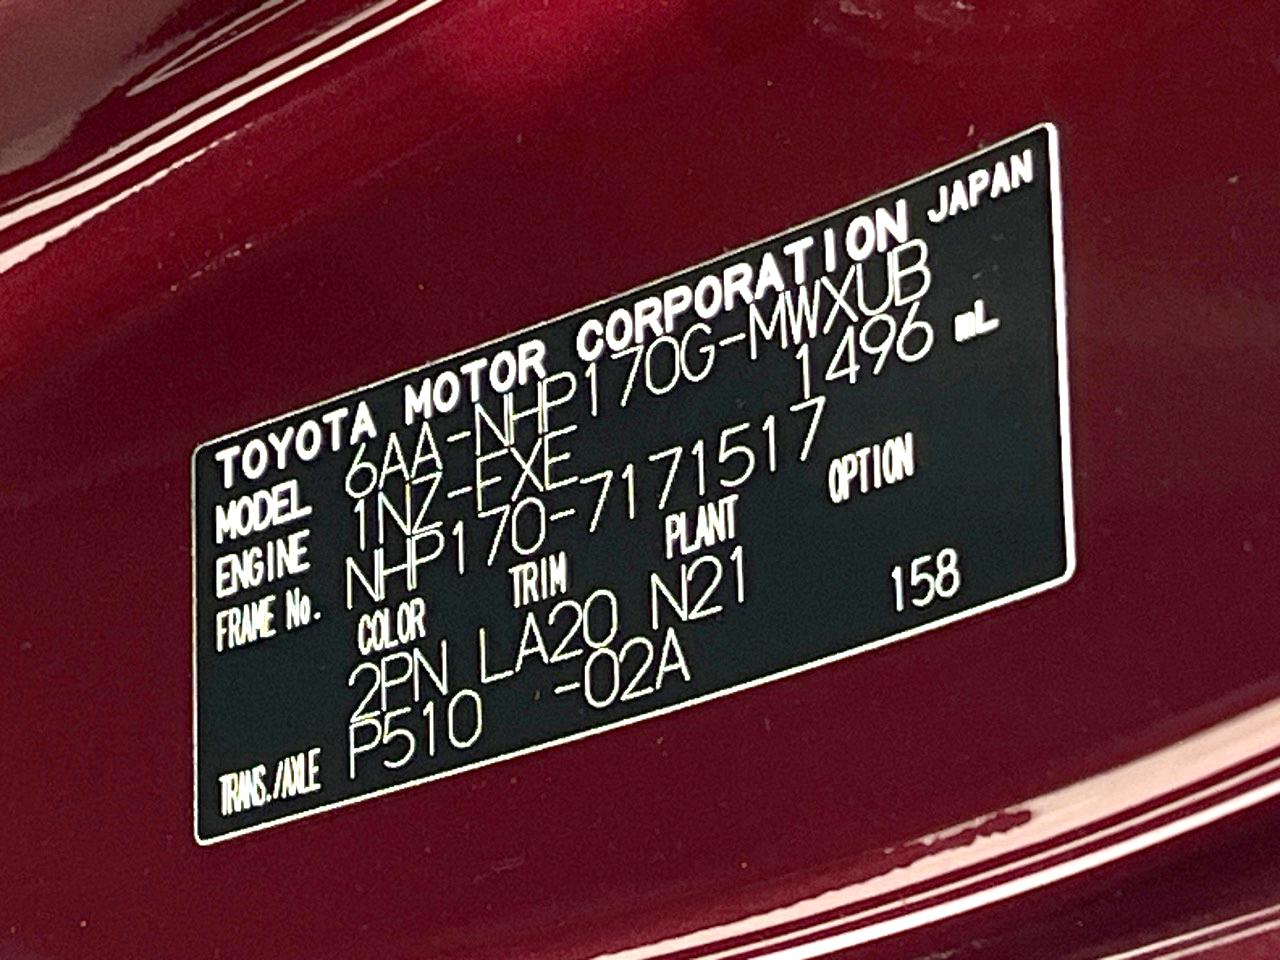 TOYOTA MOTOR CORPORATION JAPAN
MODEL 6AA-NHP170G-MWXUB
ENGINE 1NZ-EXE 1496 mL
FRAME No. NHP170-7171517
COLOR TRIM PLANT OPTION
2PN LA20 N21 158
TRANS./AXLE P510 -02A